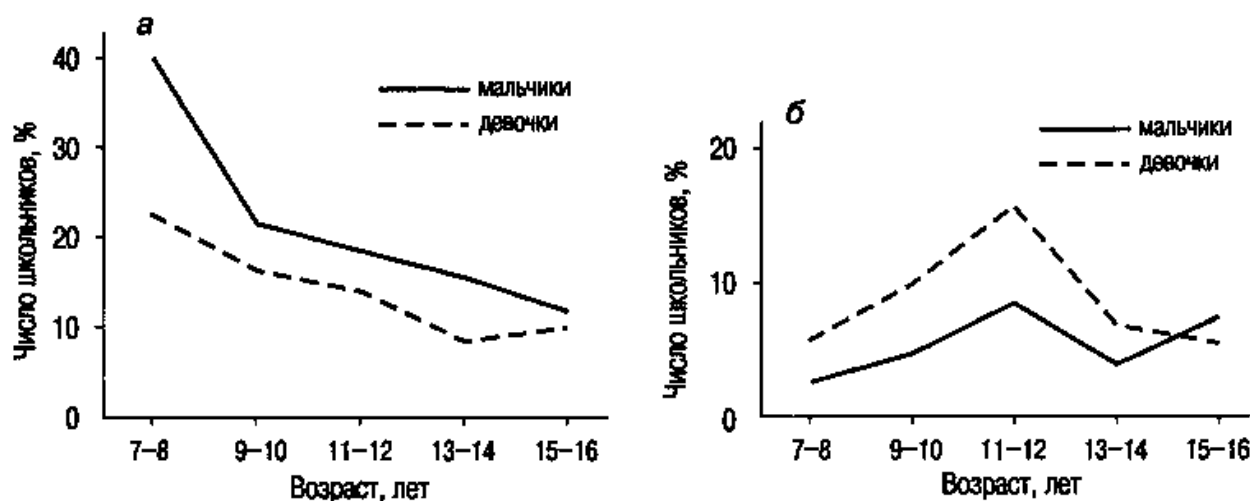 а
Число школьников, %
40
30
20
10
0
мальчики
девочки
7–8
9–10
11–12
13–14
15–16
Возраст, лет
б
Число школьников, %
20
10
0
мальчики
девочки
7–8
9–10
11–12
13–14
15–16
Возраст, лет